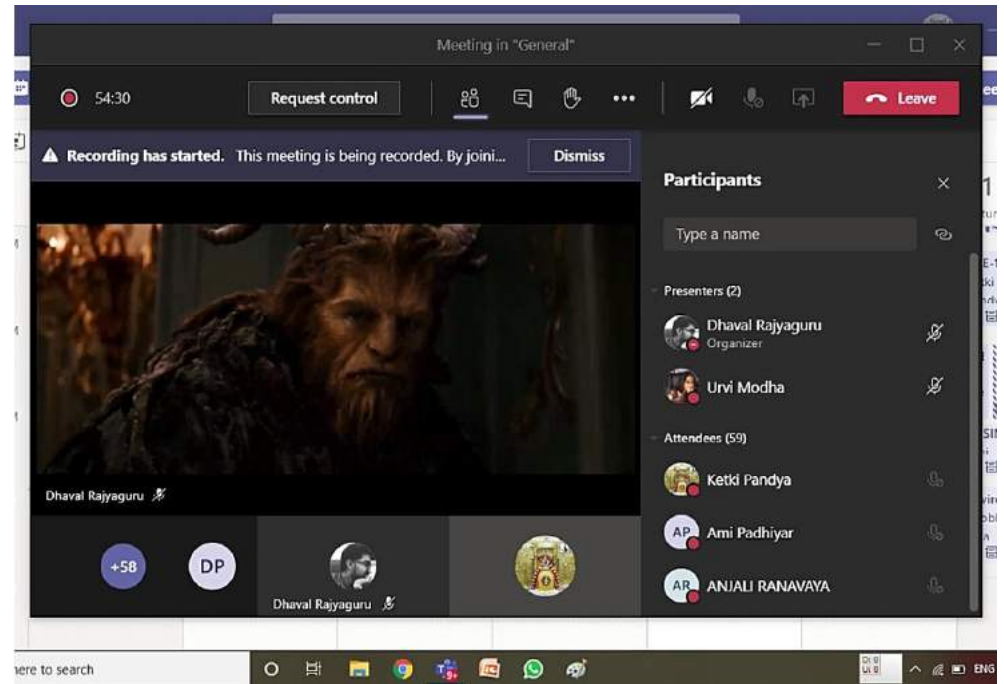 Meeting in "General"
54:30
Request control
Leave
Recording has started. This meeting is being recorded. By joini...
Dismiss
Participants
Type a name
Presenters (2)
Dhaval Rajyaguru
Organizer
Urvi Modha
Attendees (59)
Ketki Pandya
AP
Ami Padhiyar
AR
ANJALI RANAVAYA
Dhaval Rajyaguru
+58
DP
Dhaval Rajyaguru
here to search
ENG